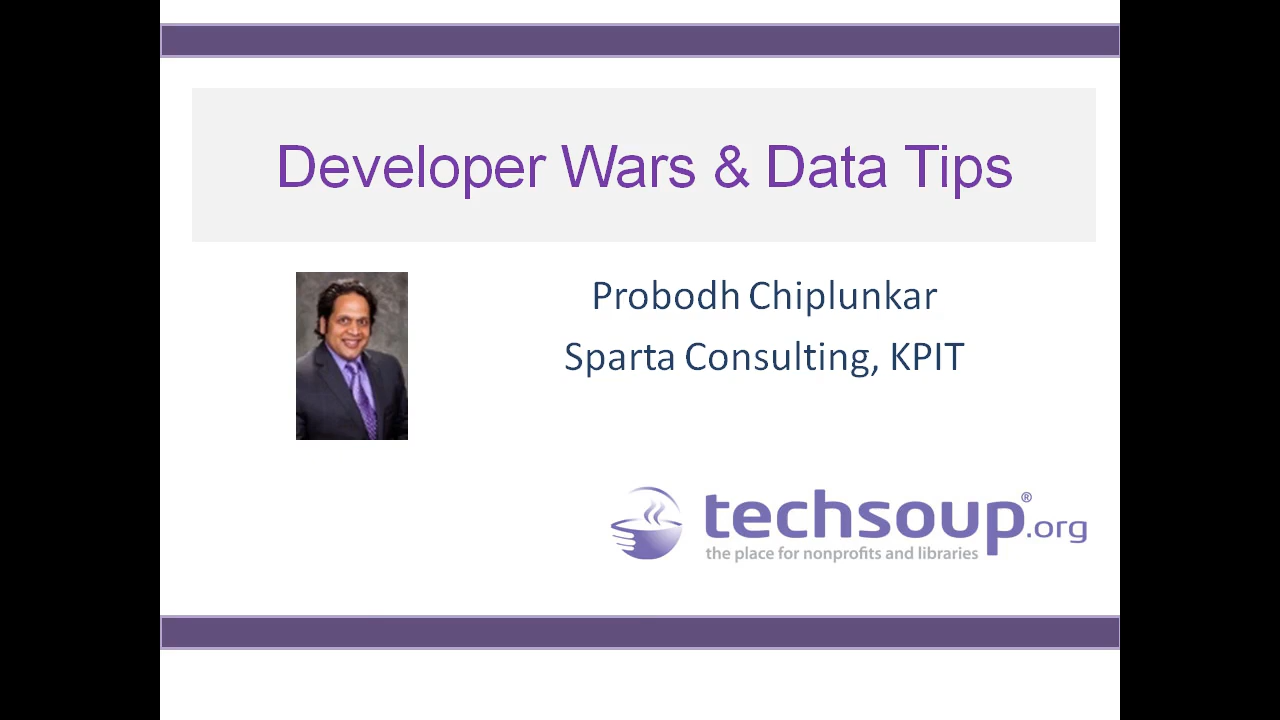 Developer Wars & Data Tips
Probodh Chiplunkar
Sparta Consulting, KPIT
techsoup®.org
the place for nonprofits and libraries